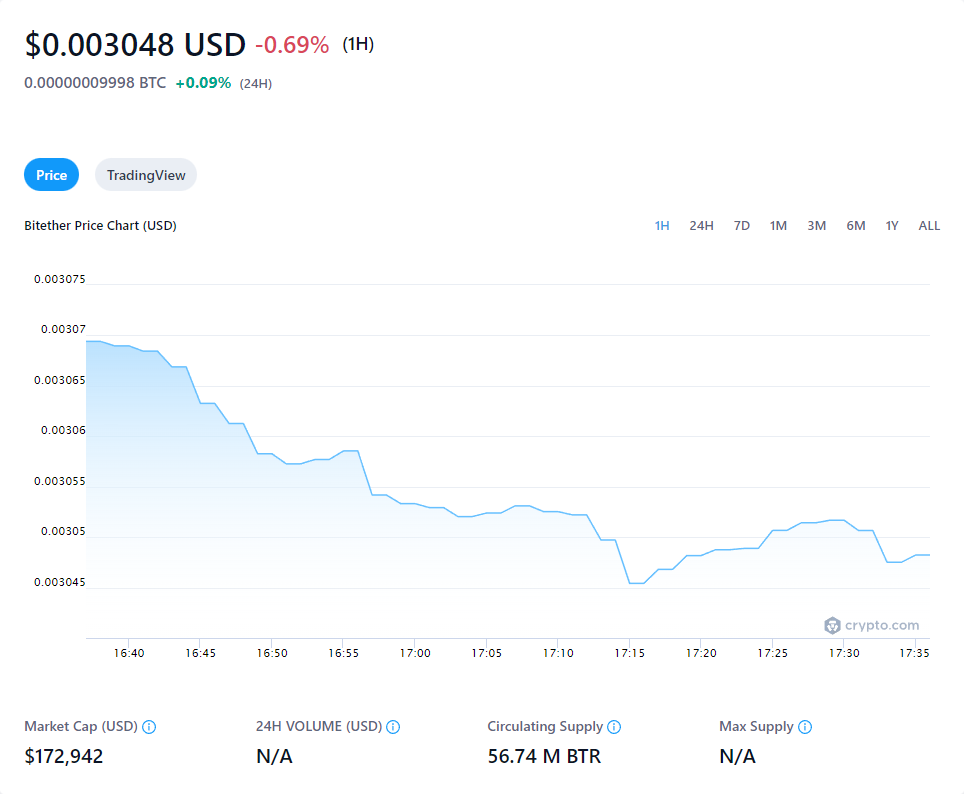 $0.003048 USD -0.69% (1H)
0.00000009998 BTC +0.09% (24H)
Price TradingView
Bitether Price Chart (USD) 1H 24H 7D 1M 3M 6M 1Y ALL
0.003075
0.00307
0.003065
0.00306
0.003055
0.00305
0.003045
crypto.com
16:40 16:45 16:50 16:55 17:00 17:05 17:10 17:15 17:20 17:25 17:30 17:35
Market Cap (USD) 24H VOLUME (USD) Circulating Supply Max Supply
$172,942 N/A 56.74 M BTR N/A